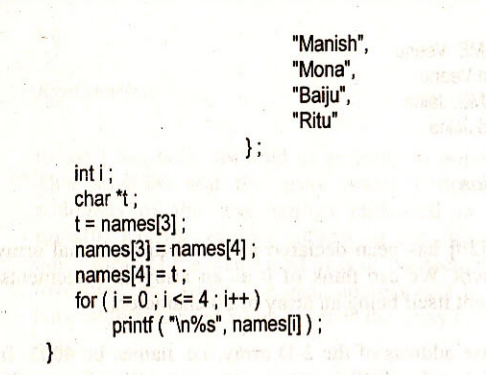 "Manish",
"Mona",
"Baiju",
"Ritu"
} ;
int i ;
char *t ;
t = names[3] ;
names[3] = names[4] ;
names[4] = t ;
for ( i = 0 ; i <= 4 ; i++ )
printf ( "\n%s", names[i] ) ;
}